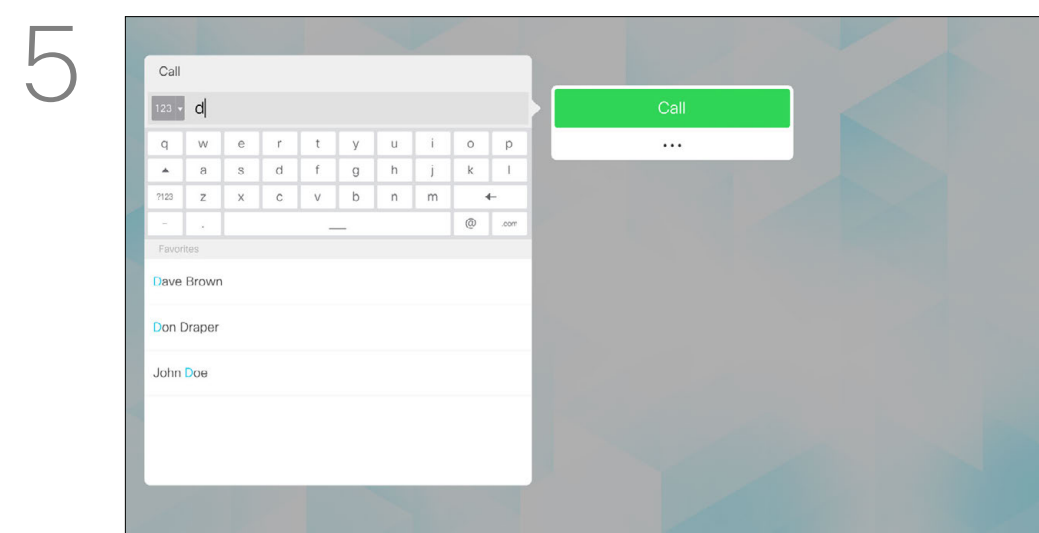 5
Call
123 d
Call
...
q w e r t y u i o p
a s d f g h j k l
?123 z x c v b n m
- . @ .com
Favorites
Dave Brown
Don Draper
John Doe